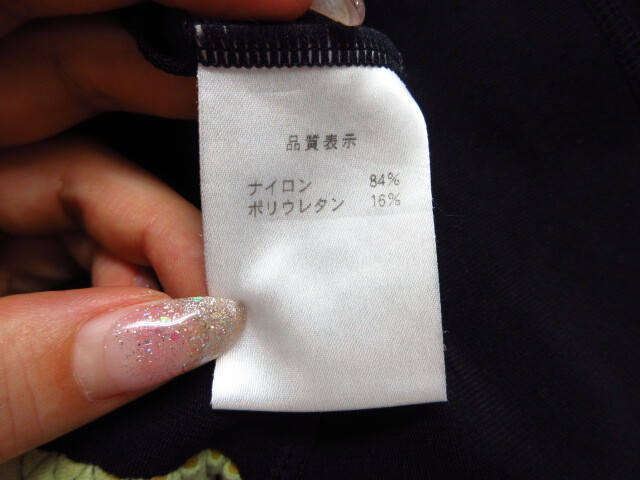 品質表示
ナイロン 84%
ポリウレタン 16%